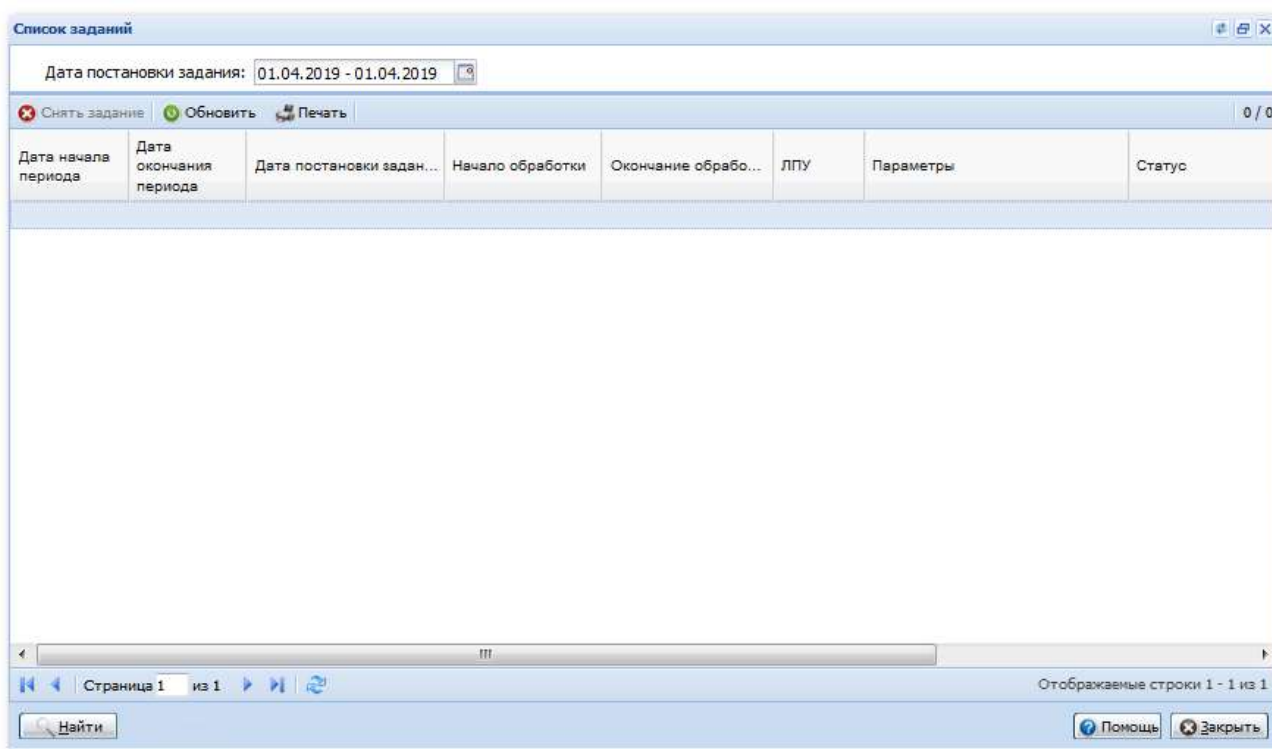 Список заданий
Дата постановки задания: 01.04.2019 - 01.04.2019
Снять задание Обновить Печать 0 / 0
Дата начала периода Дата окончания периода Дата постановки задан... Начало обработки Окончание обрабо... ЛПУ Параметры Статус
Страница 1 из 1 Отображаемые строки 1 - 1 из 1
Найти Помощь Закрыть